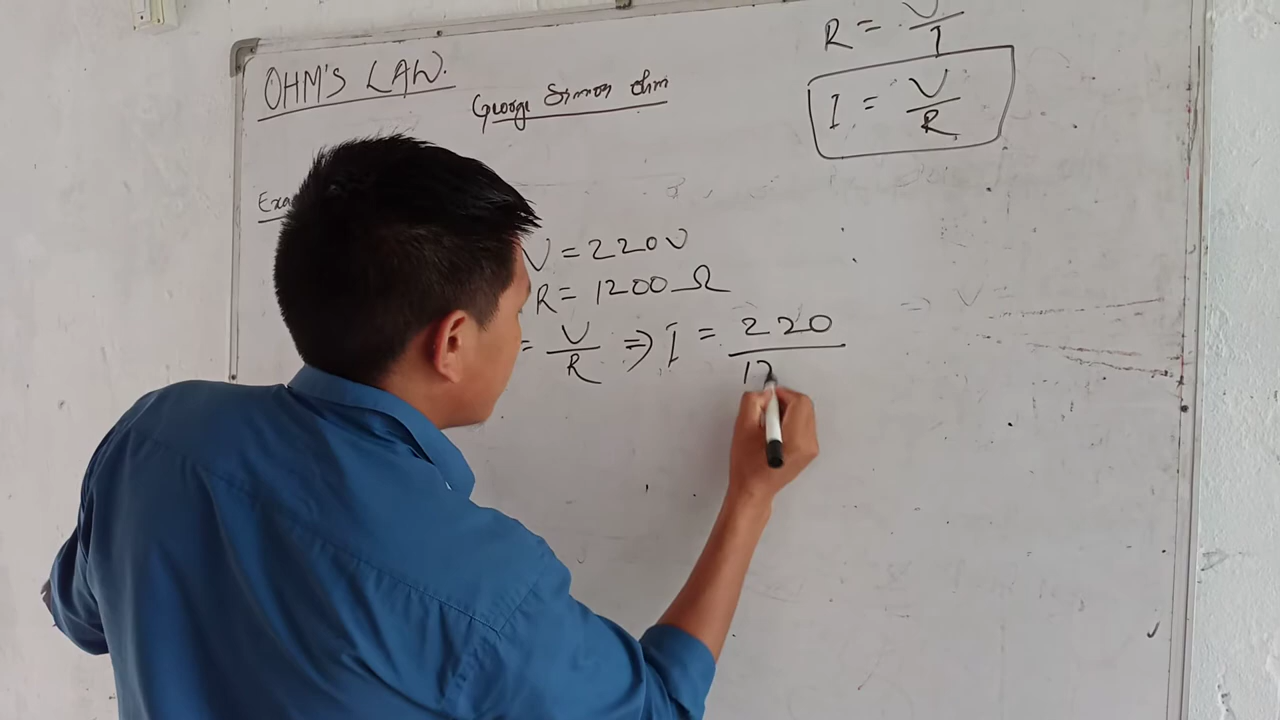 OHM'S LAW.
George Simon Ohm
R = V/I
I = V/R
V = 220V
R = 1200 Ω
= V/R ⇒ I = 220/12